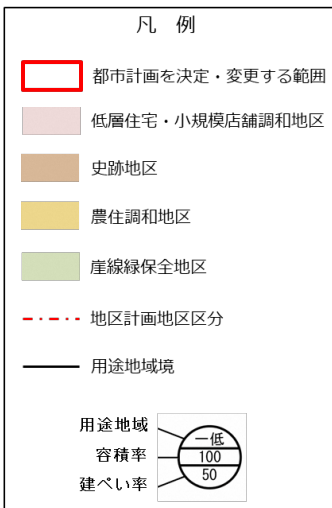 凡 例
都市計画を決定・変更する範囲
低層住宅・小規模店舗調和地区
史跡地区
農住調和地区
崖線緑保全地区
地区計画地区区分
用途地域境
用途地域
一低
容積率
100
建ぺい率
50